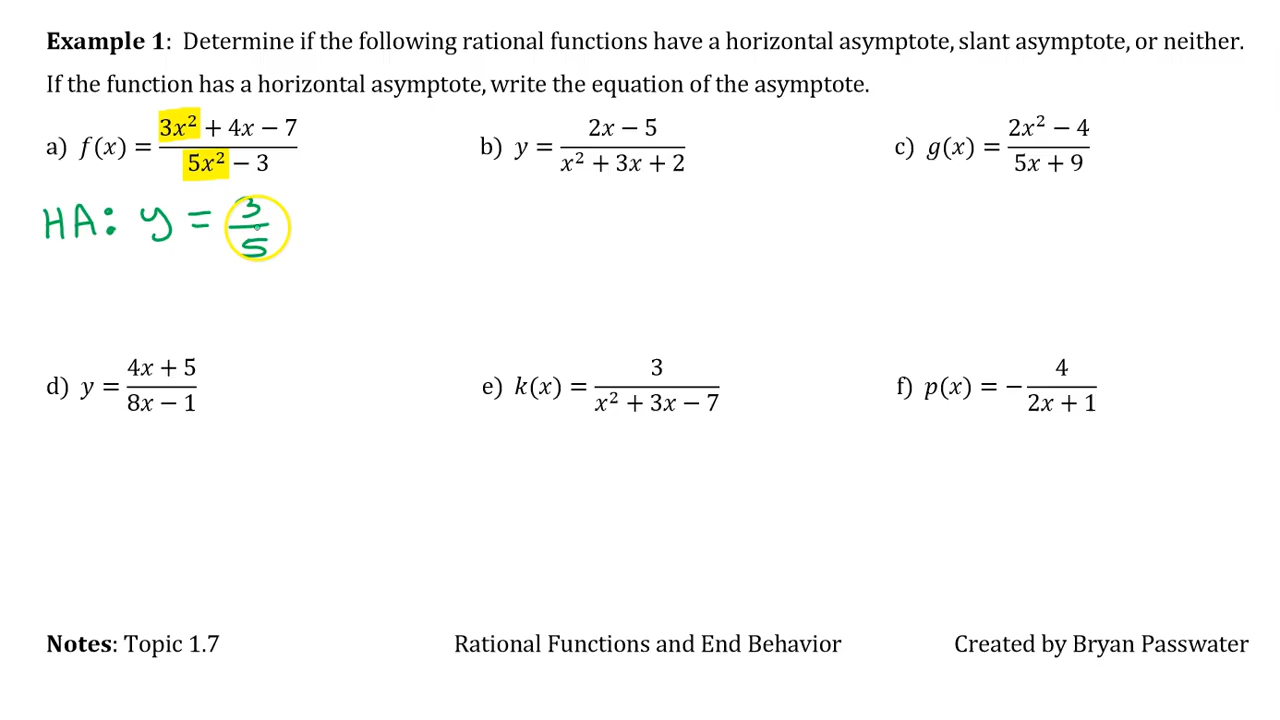 Example 1: Determine if the following rational functions have a horizontal asymptote, slant asymptote, or neither.
If the function has a horizontal asymptote, write the equation of the asymptote.
a) f(x) = (3x² + 4x − 7)/(5x² − 3) b) y = (2x − 5)/(x² + 3x + 2) c) g(x) = (2x² − 4)/(5x + 9)
HA: y = 3/5
d) y = (4x + 5)/(8x − 1) e) k(x) = 3/(x² + 3x − 7) f) p(x) = − 4/(2x + 1)
Notes: Topic 1.7 Rational Functions and End Behavior Created by Bryan Passwater